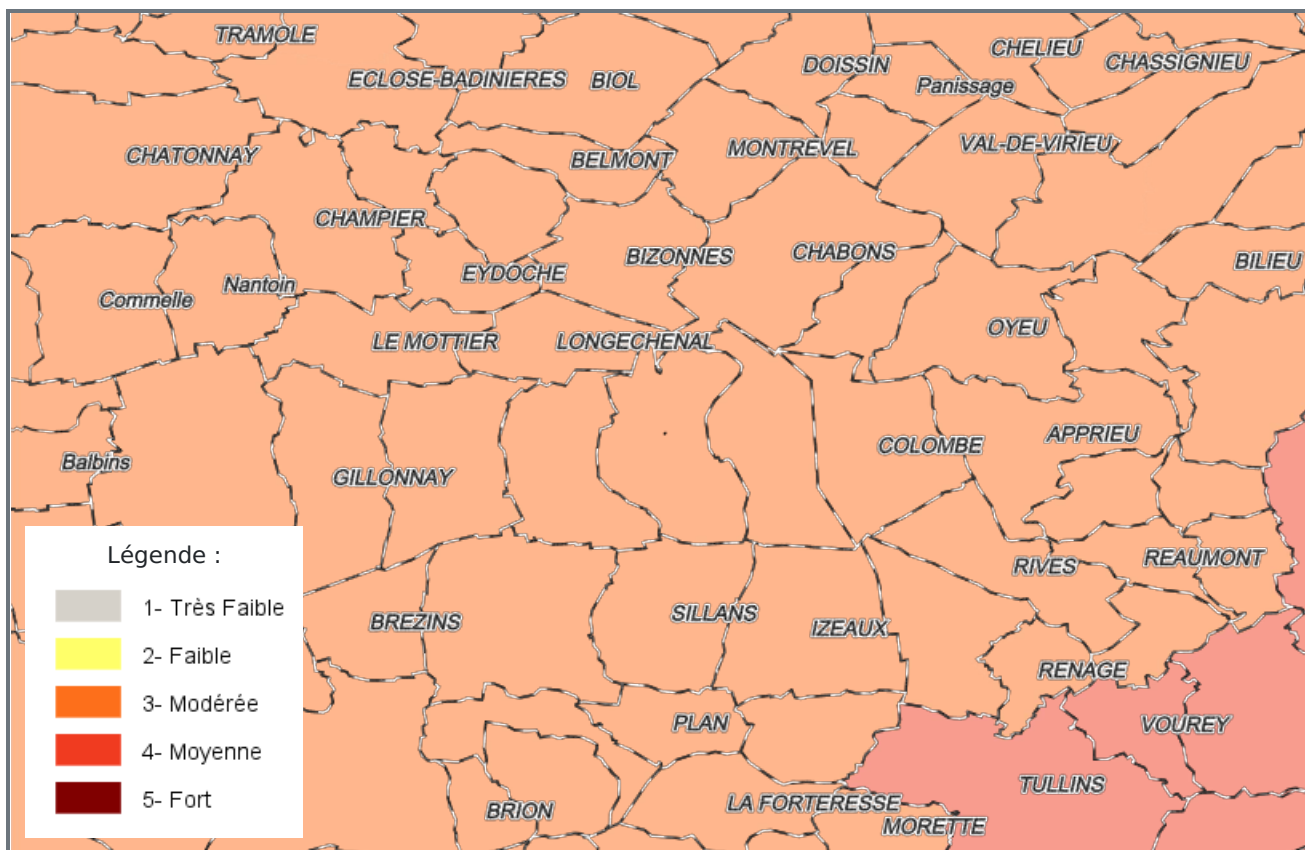 TRAMOLE
CHELIEU
CHASSIGNIEU
ECLOSE-BADINIERES
BIOL
DOISSIN
Panissage
CHATONNAY
BELMONT
MONTREVEL
VAL-DE-VIRIEU
CHAMPIER
EYDOCHE
BIZONNES
CHABONS
BILIEU
Commelle
Nantoin
LE MOTTIER
LONGECHENAL
OYEU
Balbins
GILLONNAY
COLOMBE
APPRIEU
RIVES
REAUMONT
BREZINS
SILLANS
IZEAUX
RENAGE
PLAN
VOUREY
BRION
LA FORTERESSE
TULLINS
MORETTE
Légende :
1- Très Faible
2- Faible
3- Modérée
4- Moyenne
5- Fort